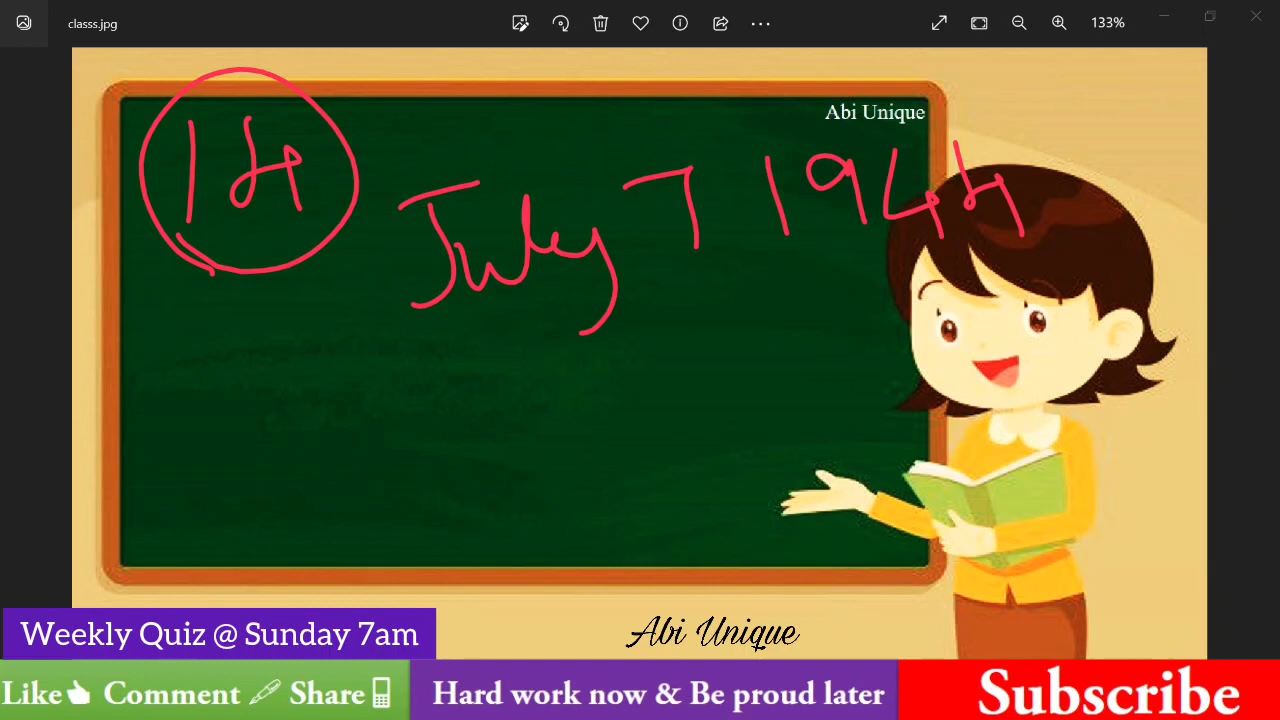 classs.jpg
133%
Abi Unique
14
July 7 1944
Weekly Quiz @ Sunday 7am
Abi Unique
Like Comment Share
Hard work now & Be proud later
Subscribe